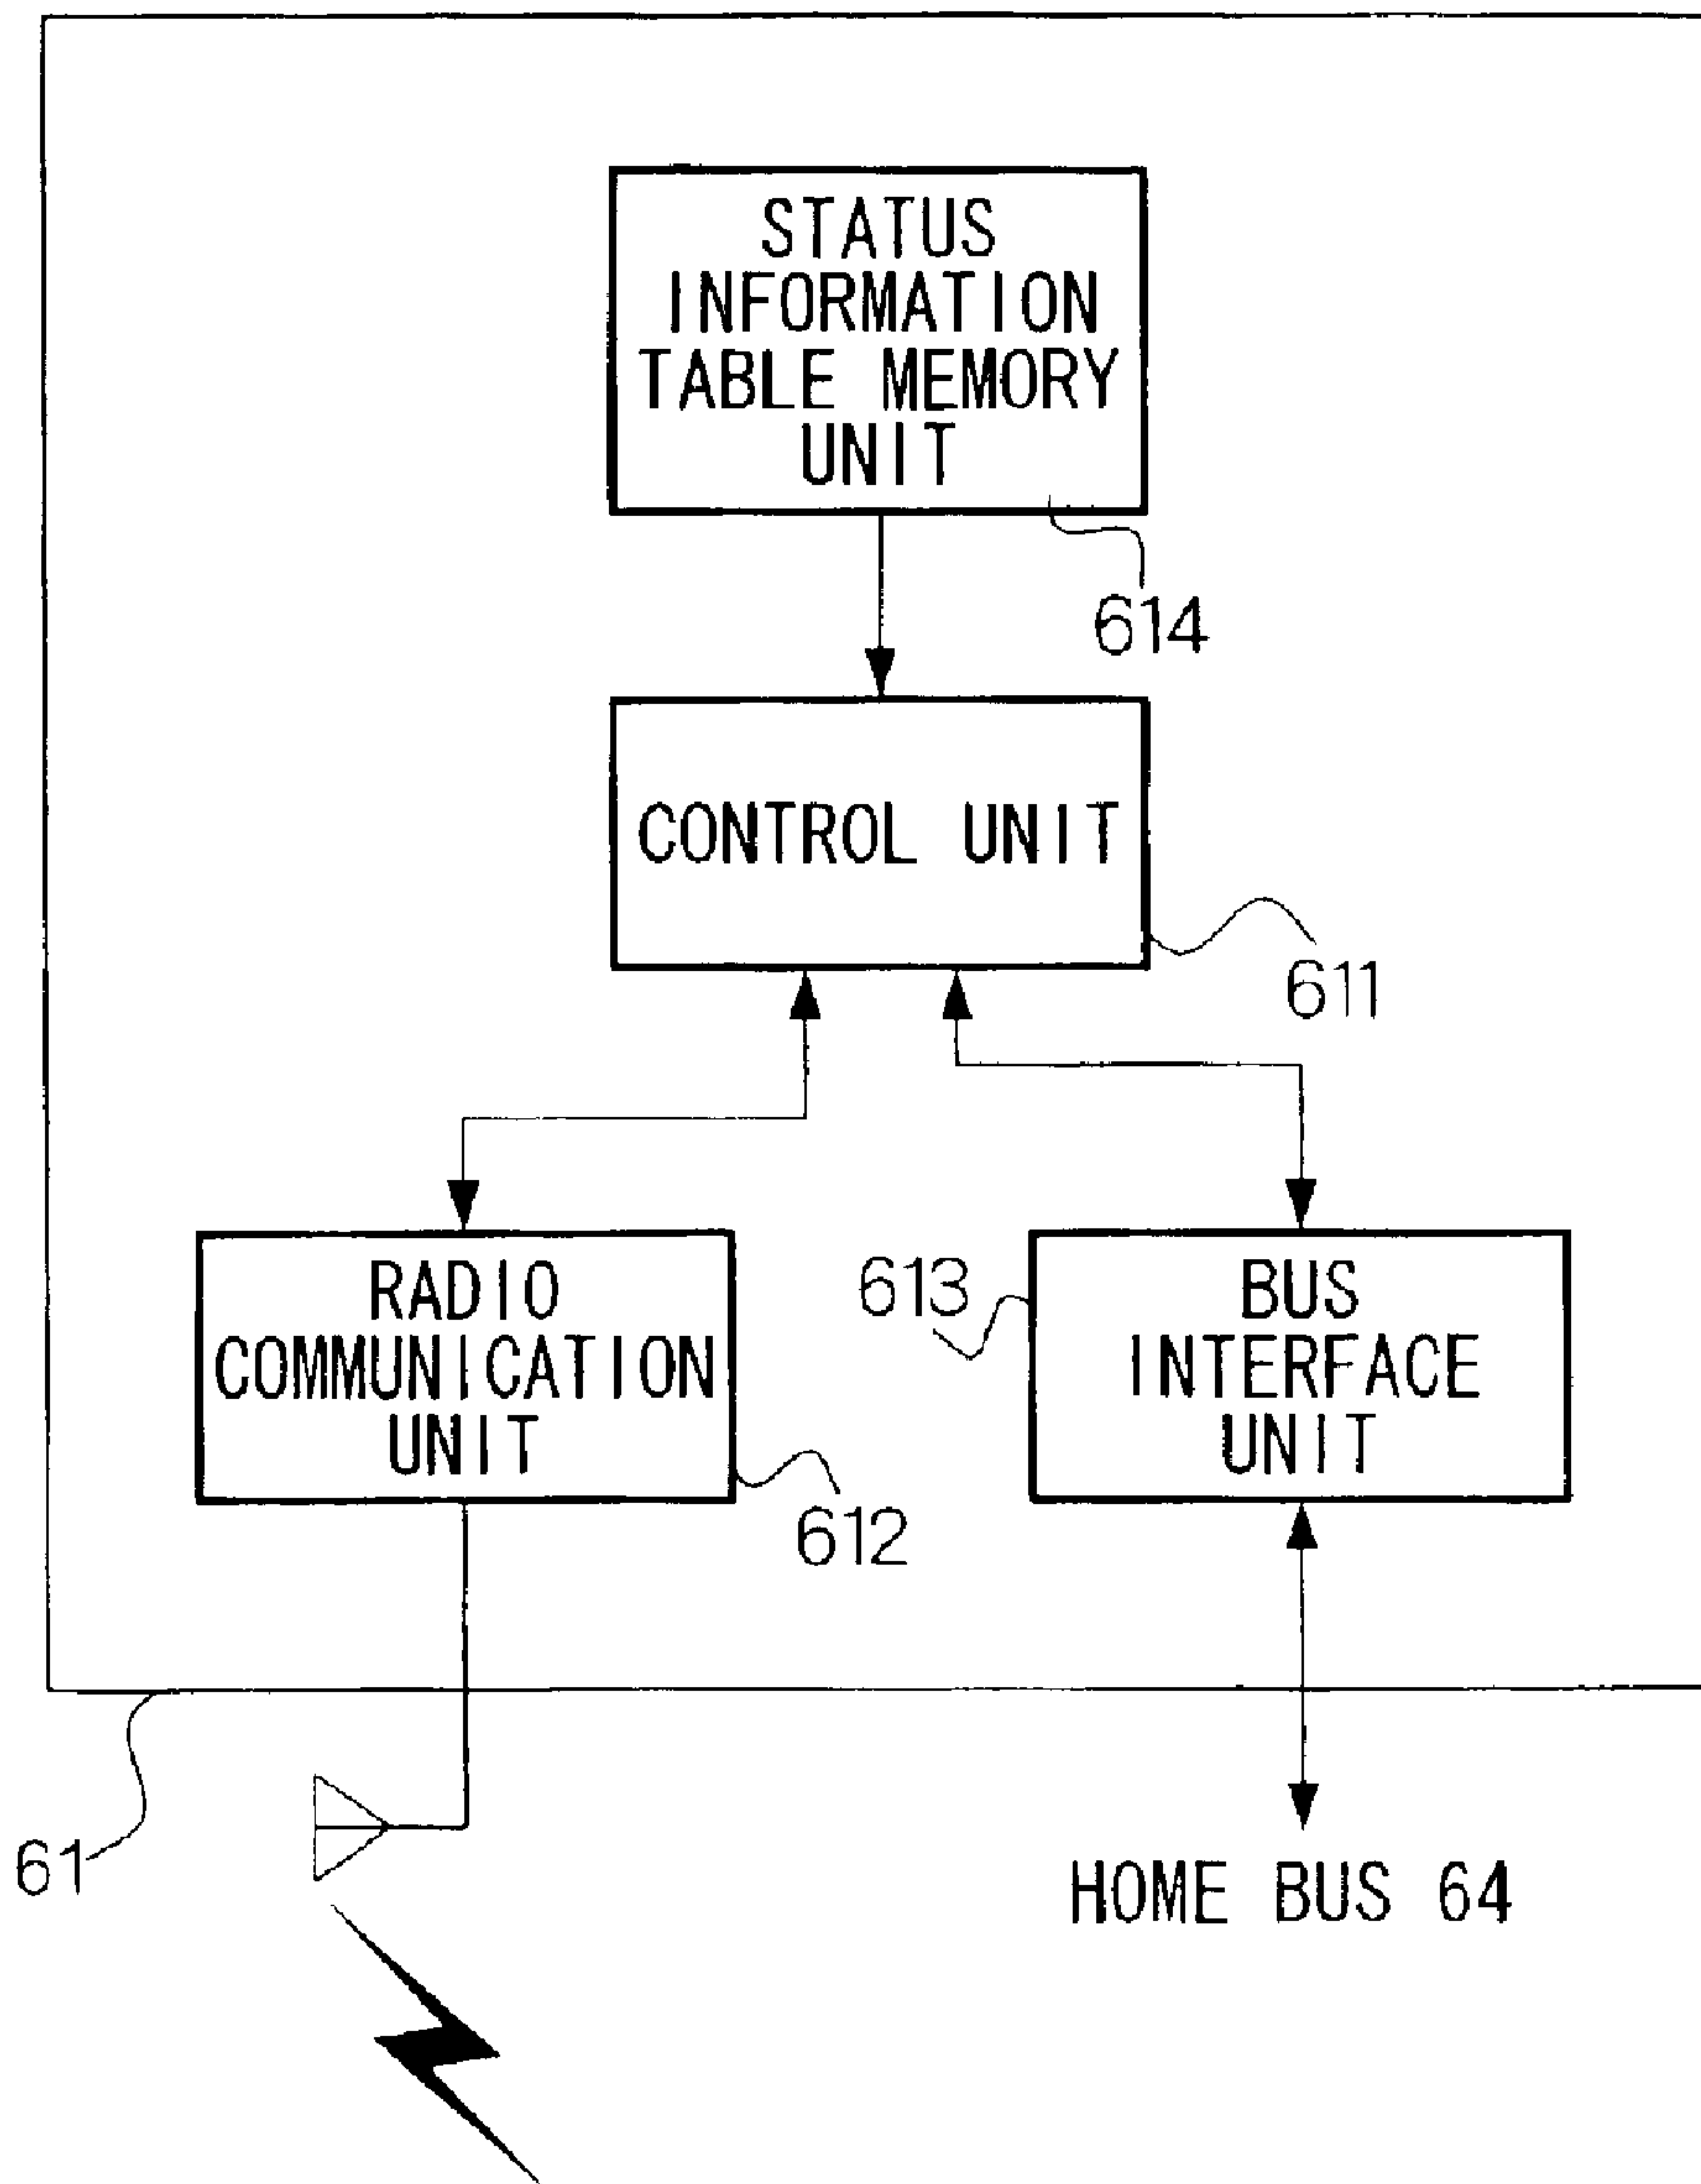 STATUS
INFORMATION
TABLE MEMORY
UNIT
614
CONTROL UNIT
611
RADIO
COMMUNICATION
UNIT
612
613
BUS
INTERFACE
UNIT
61
HOME BUS 64